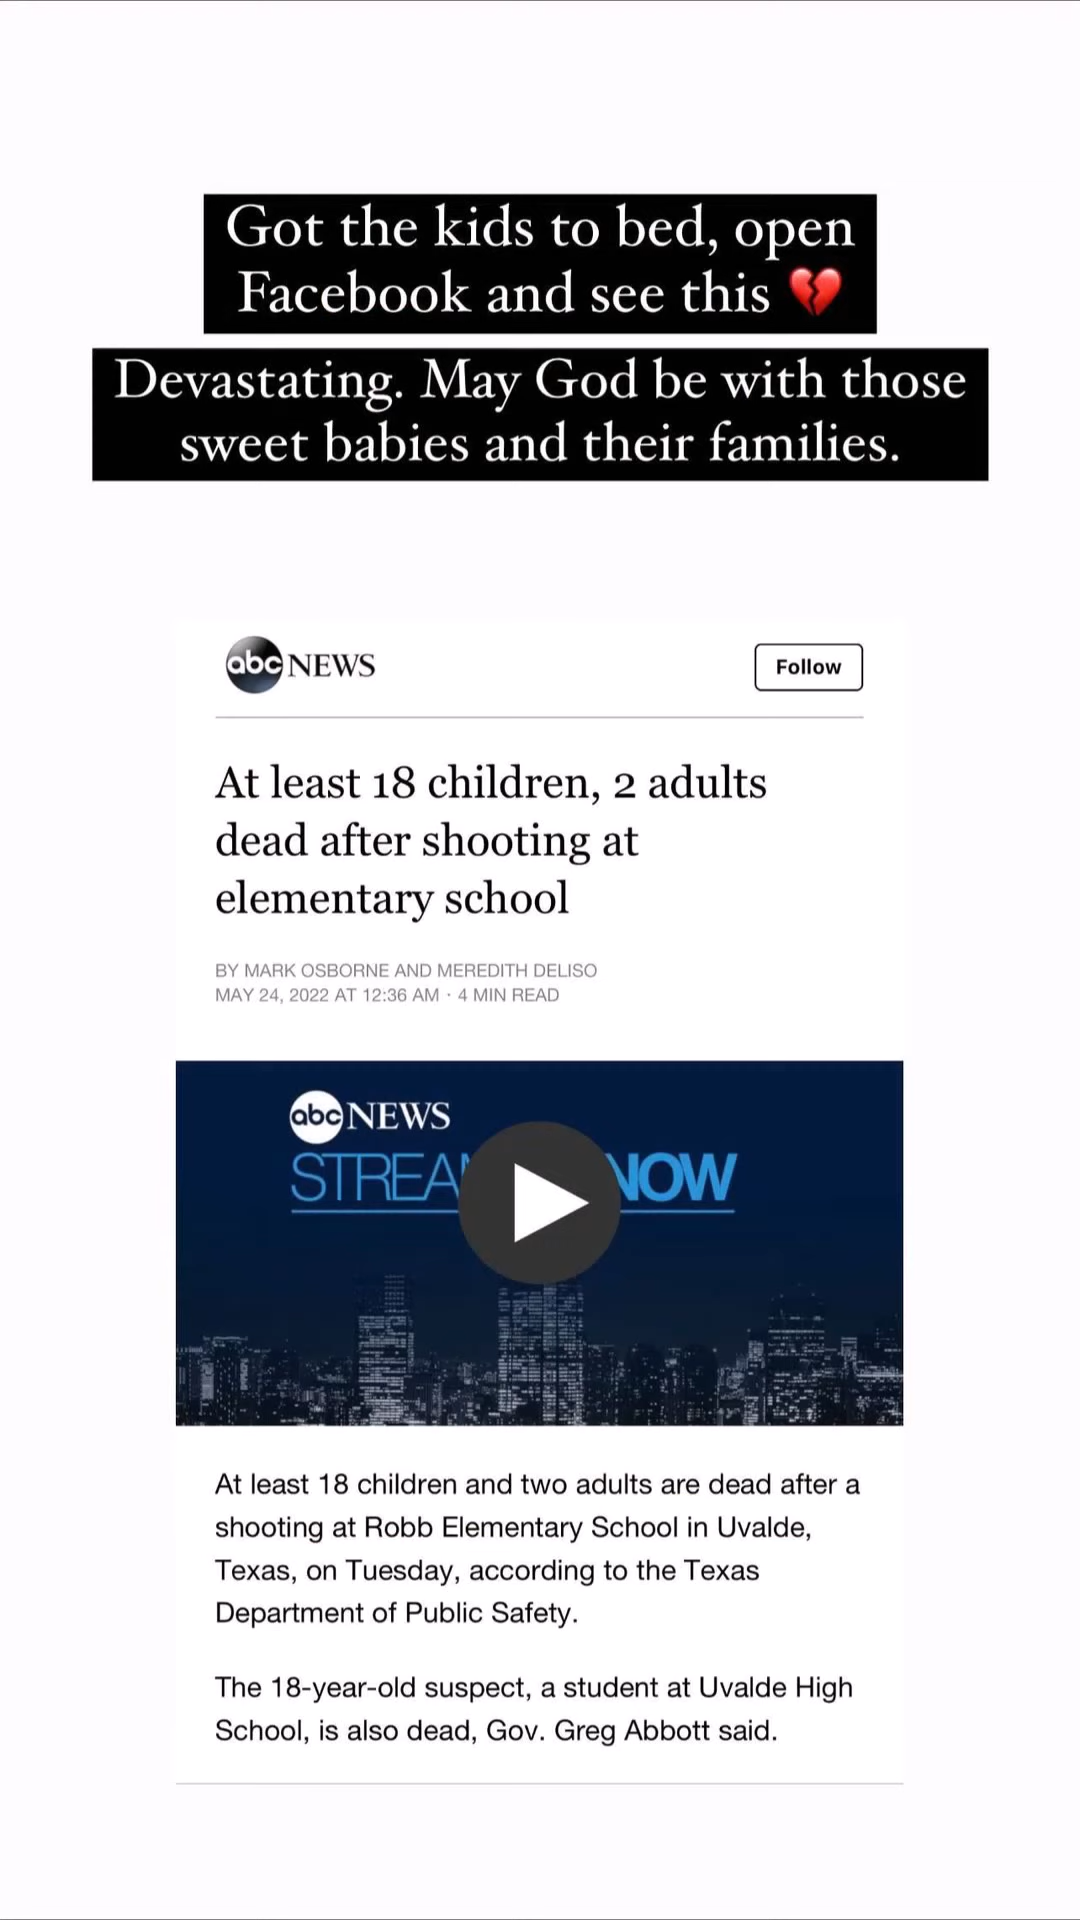 Got the kids to bed, open
Facebook and see this 💔
Devastating. May God be with those
sweet babies and their families.
abc NEWS
Follow
At least 18 children, 2 adults
dead after shooting at
elementary school
BY MARK OSBORNE AND MEREDITH DELISO
MAY 24, 2022 AT 12:36 AM · 4 MIN READ
abc NEWS
NOW
At least 18 children and two adults are dead after a
shooting at Robb Elementary School in Uvalde,
Texas, on Tuesday, according to the Texas
Department of Public Safety.
The 18-year-old suspect, a student at Uvalde High
School, is also dead, Gov. Greg Abbott said.